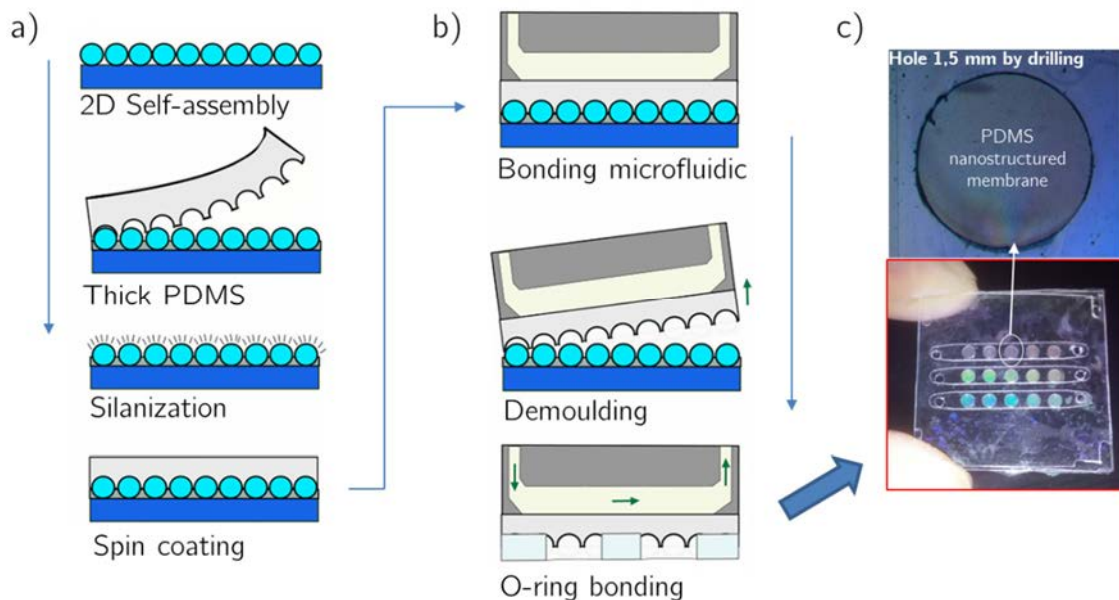 a)
2D Self-assembly
Thick PDMS
Silanization
Spin coating
b)
Bonding microfluidic
Demoulding
O-ring bonding
c)
Hole 1,5 mm by drilling
PDMS
nanostructured
membrane